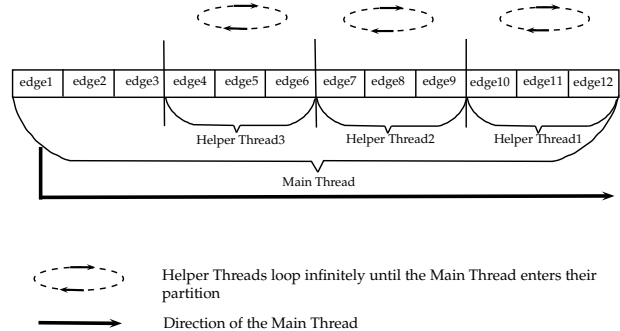 edge1 edge2 edge3 edge4 edge5 edge6 edge7 edge8 edge9 edge10 edge11 edge12
Helper Thread3 Helper Thread2 Helper Thread1
Main Thread
Helper Threads loop infinitely until the Main Thread enters their
partition
Direction of the Main Thread